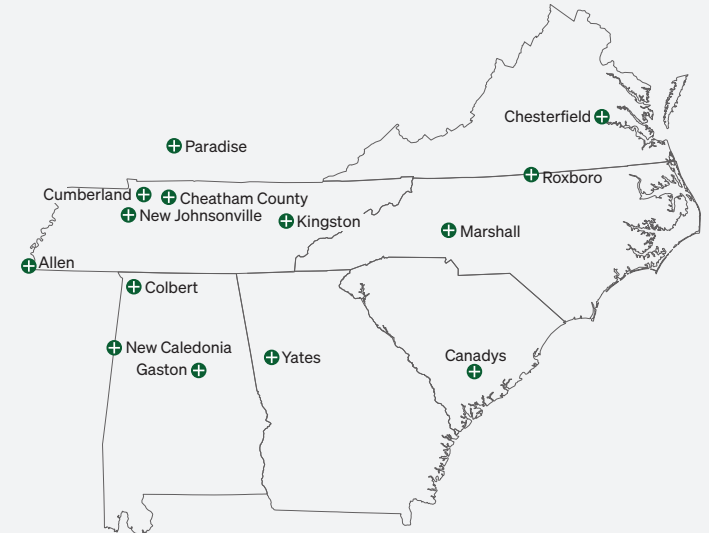 Chesterfield
Paradise
Roxboro
Cumberland
Cheatham County
New Johnsonville
Kingston
Marshall
Allen
Colbert
New Caledonia
Yates
Canadys
Gaston